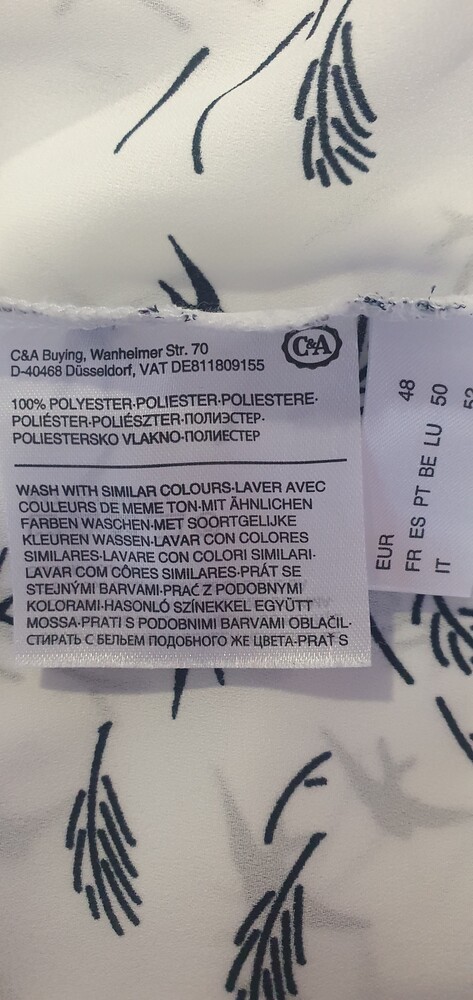 C&A Buying, Wanheimer Str. 70
D-40468 Düsseldorf, VAT DE811809155
C&A
100% POLYESTER·POLIESTER·POLIESTERE·
POLIÉSTER·POLIÉSZTER·ПОЛИЭСТЕР·
POLIESTERSKO VLAKNO·ПОЛИЕСТЕР
WASH WITH SIMILAR COLOURS·LAVER AVEC
COULEURS DE MEME TON·MIT ÄHNLICHEN
FARBEN WASCHEN·MET SOORTGELIJKE
KLEUREN WASSEN·LAVAR CON COLORES
SIMILARES·LAVARE CON COLORI SIMILARI·
LAVAR COM CÔRES SIMILARES·PRÁT SE
STEJNÝMI BARVAMI·PRAĆ Z PODOBNYMI
KOLORAMI·HASONLÓ SZÍNEKKEL EGYÜTT
MOSSA·PRATI S PODOBNIMI BARVAMI OBLAČIL·
СТИРАТЬ С БЕЛЬЕМ ПОДОБНОГО ЖЕ ЦВЕТА·PRAŤ S
EUR 48
FR ES PT BE LU 50
IT